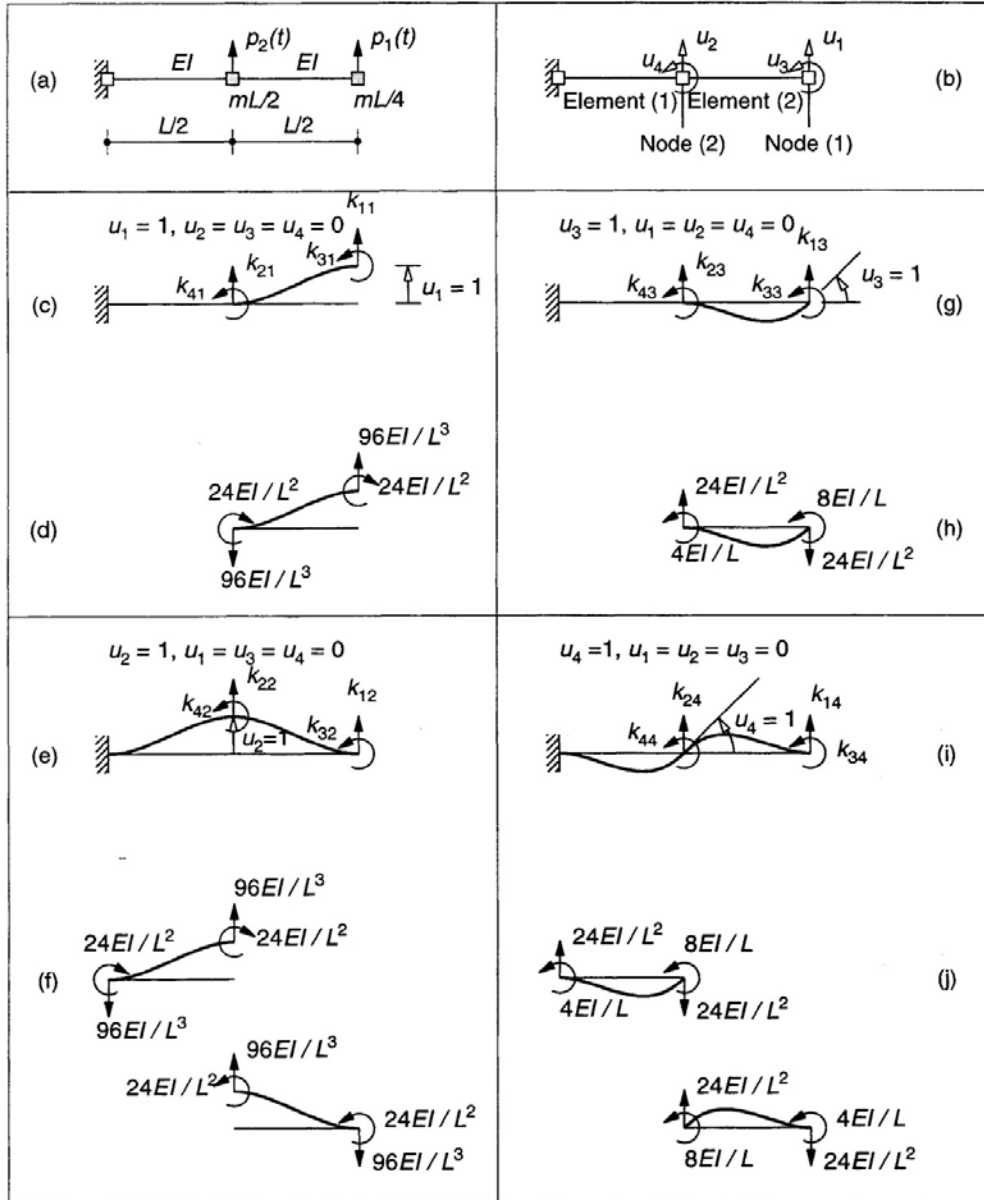 (a)
EI
p₂(t)
EI
p₁(t)
mL/2
mL/4
L/2
L/2
(b)
u₂
u₁
u₄
u₃
Element (1)
Element (2)
Node (2)
Node (1)
(c)
u₁ = 1, u₂ = u₃ = u₄ = 0
k₁₁
k₃₁
k₂₁
k₄₁
u₁ = 1
(g)
u₃ = 1, u₁ = u₂ = u₄ = 0
k₁₃
k₂₃
k₄₃
k₃₃
u₃ = 1
(d)
96EI / L³
24EI / L²
24EI / L²
96EI / L³
(h)
24EI / L²
8EI / L
4EI / L
24EI / L²
(e)
u₂ = 1, u₁ = u₃ = u₄ = 0
k₂₂
k₄₂
k₁₂
k₃₂
u₂=1
(i)
u₄ =1, u₁ = u₂ = u₃ = 0
k₂₄
k₁₄
k₄₄
u₄ = 1
k₃₄
(f)
96EI / L³
24EI / L²
24EI / L²
96EI / L³
96EI / L³
24EI / L²
24EI / L²
96EI / L³
(j)
24EI / L²
8EI / L
4EI / L
24EI / L²
24EI / L²
4EI / L
8EI / L
24EI / L²